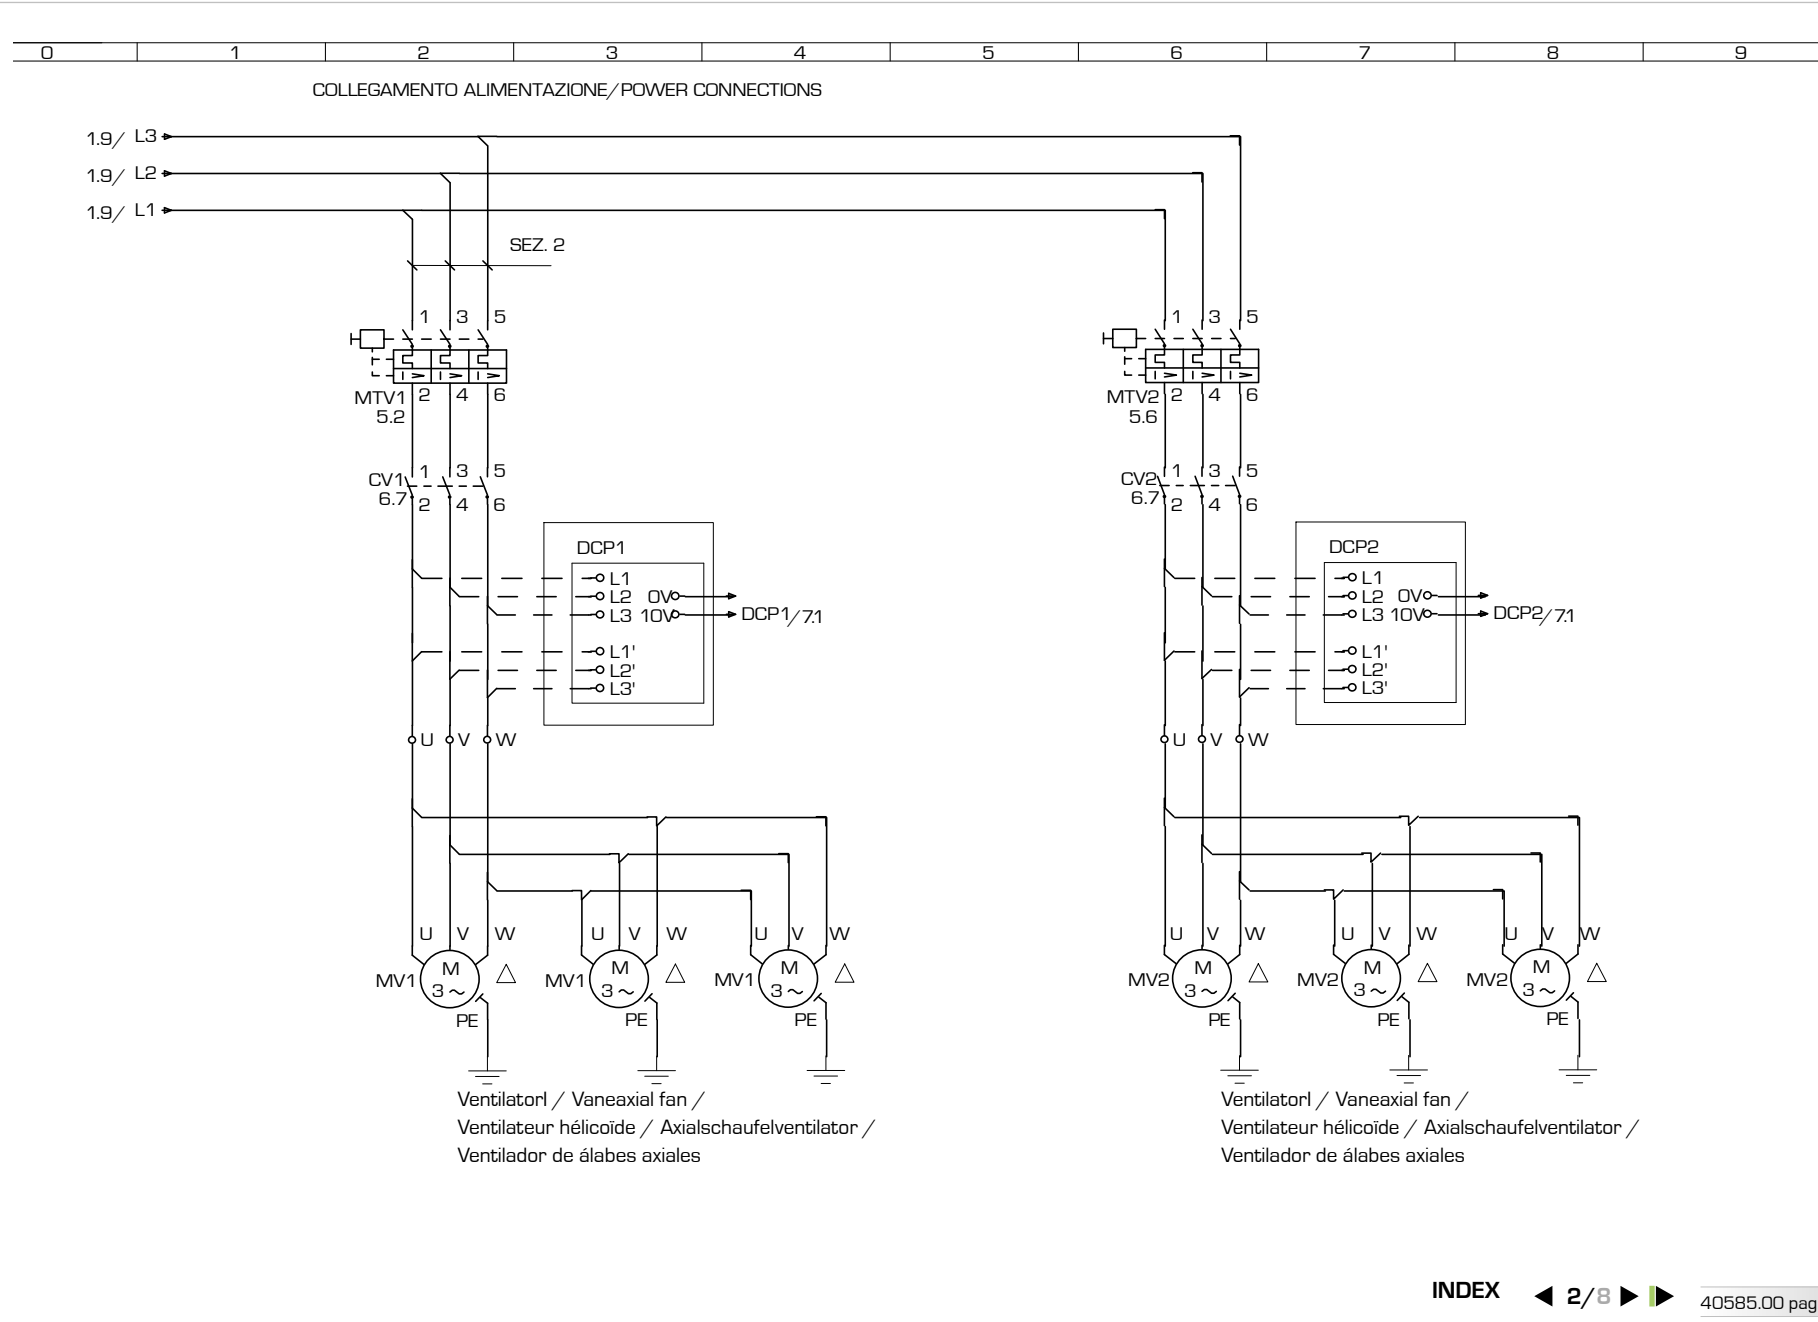 0 1 2 3 4 5 6 7 8 9
COLLEGAMENTO ALIMENTAZIONE/POWER CONNECTIONS
1.9/ L3
1.9/ L2
1.9/ L1
SEZ. 2
1 3 5
1 3 5
I > I > I >
I > I > I >
MTV1 2 4 6
5.2
MTV2 2 4 6
5.6
CV1 1 3 5
6.7 2 4 6
CV2 1 3 5
6.7 2 4 6
DCP1
L1
L2 0V
L3 10V DCP1/7.1
L1'
L2'
L3'
DCP2
L1
L2 0V
L3 10V DCP2/7.1
L1'
L2'
L3'
U V W
U V W
U V W U V W U V W
U V W U V W U V W
MV1 M 3 ~ △ MV1 M 3 ~ △ MV1 M 3 ~ △
PE PE PE
MV2 M 3 ~ △ MV2 M 3 ~ △ MV2 M 3 ~ △
PE PE PE
Ventilatorl / Vaneaxial fan /
Ventilateur hélicoïde / Axialschaufelventilator /
Ventilador de álabes axiales
Ventilatorl / Vaneaxial fan /
Ventilateur hélicoïde / Axialschaufelventilator /
Ventilador de álabes axiales
INDEX 2/8
40585.00 pag